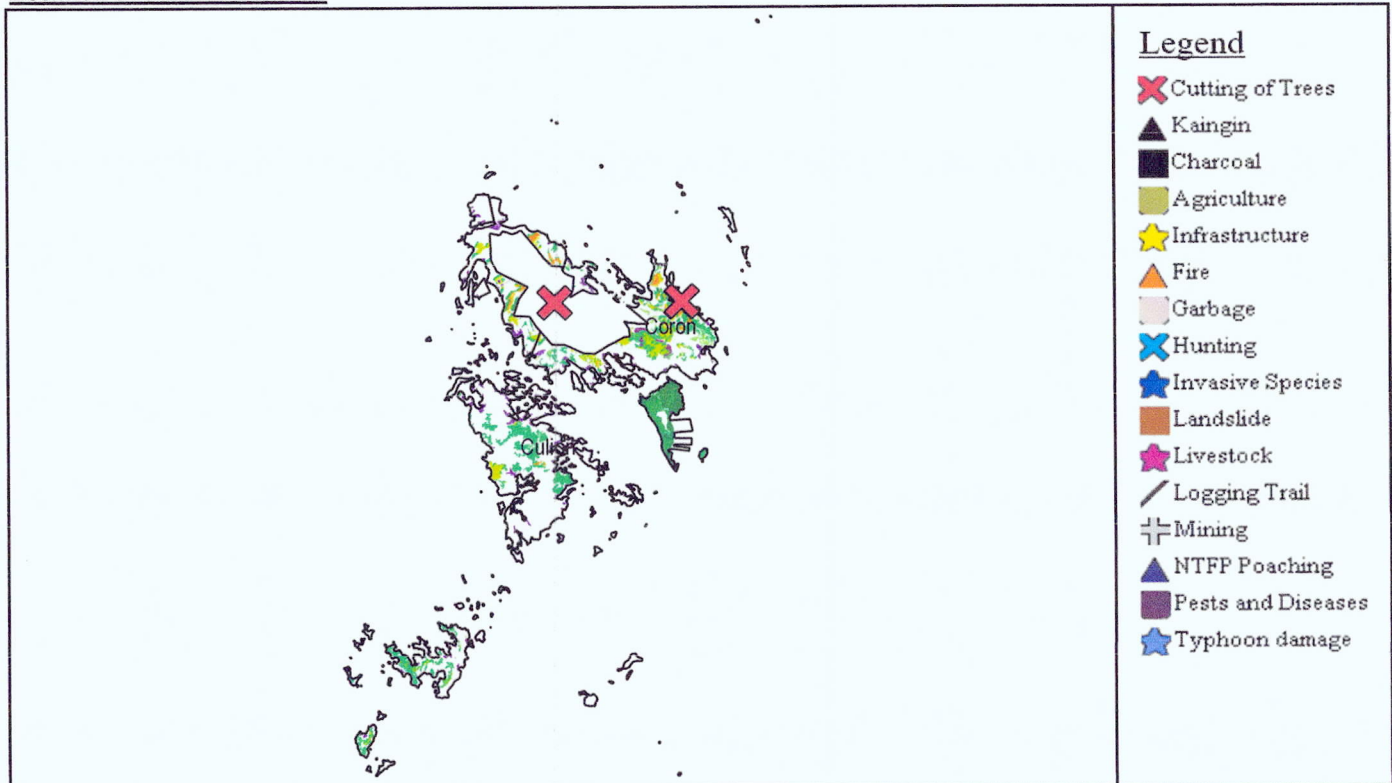 Coron
Culion
Legend
Cutting of Trees
Kaingin
Charcoal
Agriculture
Infrastructure
Fire
Garbage
Hunting
Invasive Species
Landslide
Livestock
Logging Trail
Mining
NTFP Poaching
Pests and Diseases
Typhoon damage